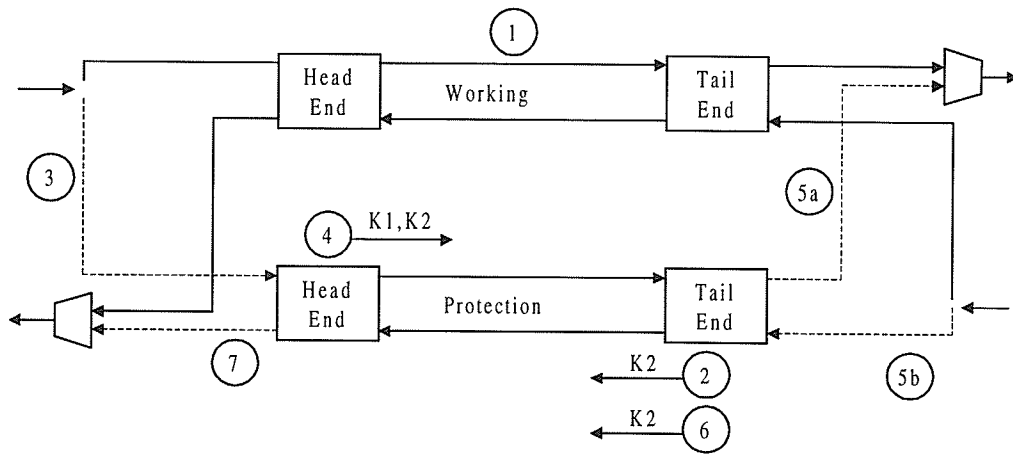 1
Head
End
Working
Tail
End
3
5a
4
K1,K2
Head
End
Protection
Tail
End
7
K2
2
5b
K2
6